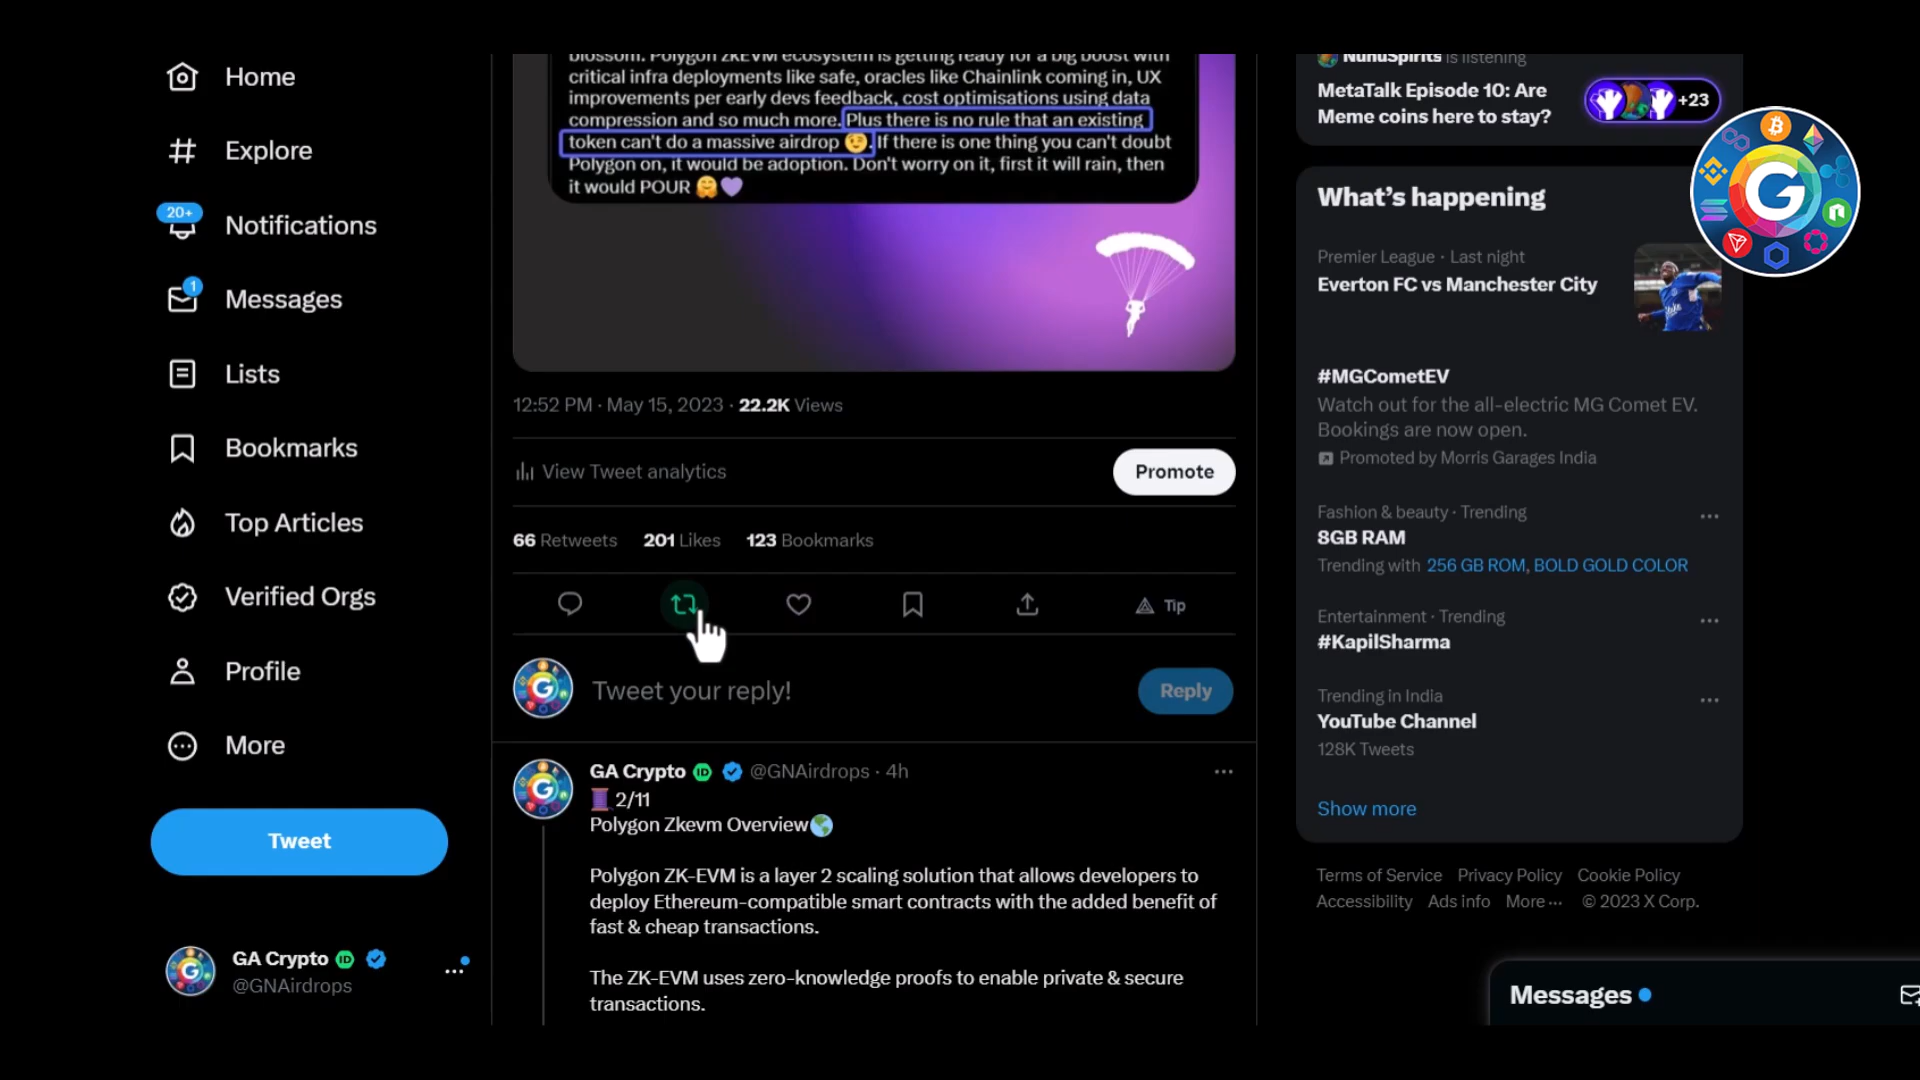 Home
Explore
20+
Notifications
1
Messages
Lists
Bookmarks
Top Articles
Verified Orgs
Profile
More
Tweet
GA Crypto
@GNAirdrops
blossom. Polygon zkEVM ecosystem is getting ready for a big boost with
critical infra deployments like safe, oracles like Chainlink coming in, UX
improvements per early devs feedback, cost optimisations using data
compression and so much more. Plus there is no rule that an existing
token can't do a massive airdrop 😉. If there is one thing you can't doubt
Polygon on, it would be adoption. Don't worry on it, first it will rain, then
it would POUR 🤗💜
12:52 PM · May 15, 2023 · 22.2K Views
View Tweet analytics
Promote
66 Retweets 201 Likes 123 Bookmarks
Tip
Tweet your reply!
Reply
GA Crypto ID @GNAirdrops · 4h
🧵 2/11
Polygon Zkevm Overview🌎
Polygon ZK-EVM is a layer 2 scaling solution that allows developers to
deploy Ethereum-compatible smart contracts with the added benefit of
fast & cheap transactions.
The ZK-EVM uses zero-knowledge proofs to enable private & secure
transactions.
NunuSpirits is listening
MetaTalk Episode 10: Are
Meme coins here to stay?
+23
What's happening
Premier League · Last night
Everton FC vs Manchester City
#MGCometEV
Watch out for the all-electric MG Comet EV.
Bookings are now open.
Promoted by Morris Garages India
Fashion & beauty · Trending
8GB RAM
Trending with 256 GB ROM, BOLD GOLD COLOR
Entertainment · Trending
#KapilSharma
Trending in India
YouTube Channel
128K Tweets
Show more
Terms of Service Privacy Policy Cookie Policy
Accessibility Ads info More ··· © 2023 X Corp.
Messages